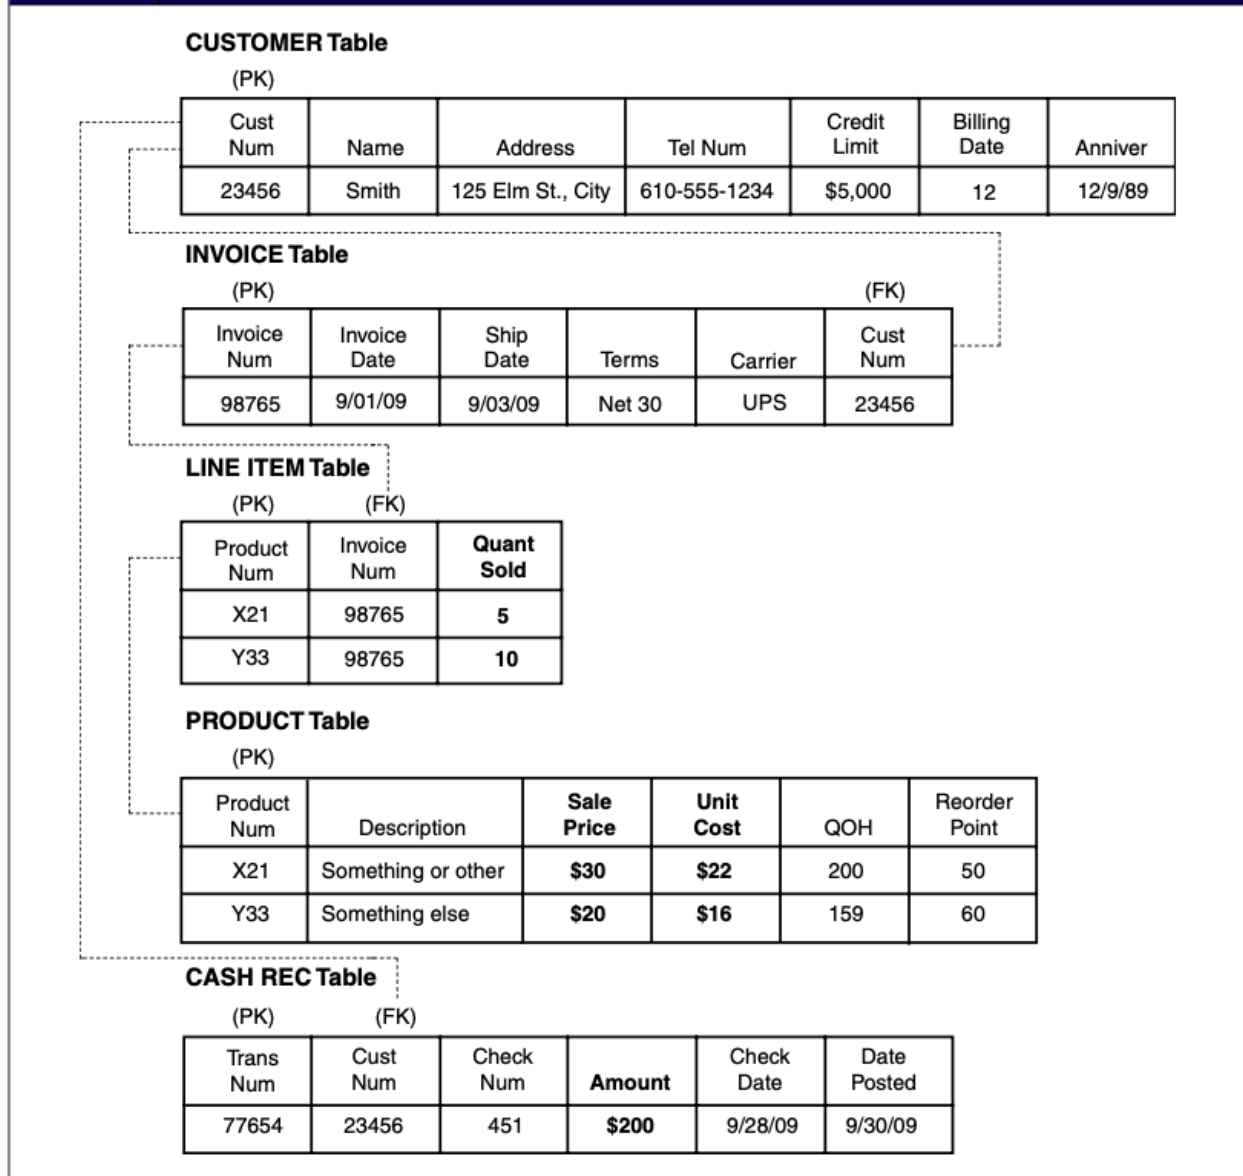 CUSTOMER Table
(PK)
Cust Num Name Address Tel Num Credit Limit Billing Date Anniver
23456 Smith 125 Elm St., City 610-555-1234 $5,000 12 12/9/89
INVOICE Table
(PK) (FK)
Invoice Num Invoice Date Ship Date Terms Carrier Cust Num
98765 9/01/09 9/03/09 Net 30 UPS 23456
LINE ITEM Table
(PK) (FK)
Product Num Invoice Num Quant Sold
X21 98765 5
Y33 98765 10
PRODUCT Table
(PK)
Product Num Description Sale Price Unit Cost QOH Reorder Point
X21 Something or other $30 $22 200 50
Y33 Something else $20 $16 159 60
CASH REC Table
(PK) (FK)
Trans Num Cust Num Check Num Amount Check Date Date Posted
77654 23456 451 $200 9/28/09 9/30/09